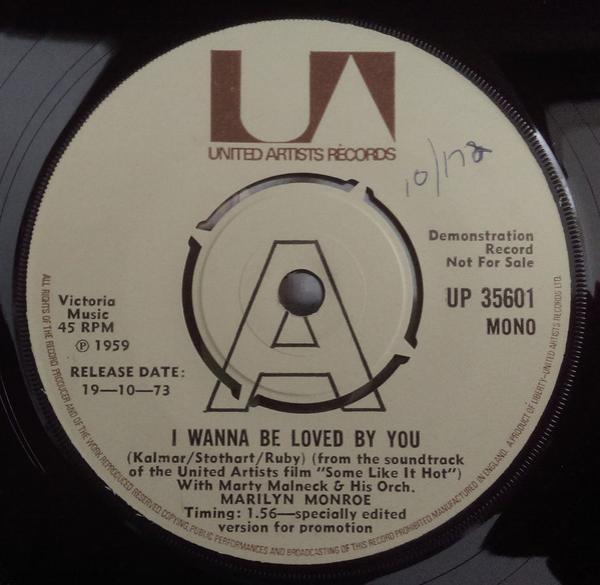 UA
UNITED ARTISTS RECORDS
10/172
Demonstration
Record
Not For Sale
UP 35601
MONO
Victoria
Music
45 RPM
Ⓟ 1959
RELEASE DATE:
19—10—73
A
I WANNA BE LOVED BY YOU
(Kalmar/Stothart/Ruby) (from the soundtrack
of the United Artists film "Some Like It Hot")
With Marty Malneck & His Orch.
MARILYN MONROE
Timing: 1.56—specially edited
version for promotion
ALL RIGHTS OF THE RECORD PRODUCER AND OF THE WORK REPRODUCED RESERVED COPYING, PUBLIC PERFORMANCES AND BROADCASTING OF THIS RECORD PROHIBITED. MANUFACTURED IN ENGLAND. A PRODUCT OF LIBERTY—UNITED ARTISTS RECORDS LTD.